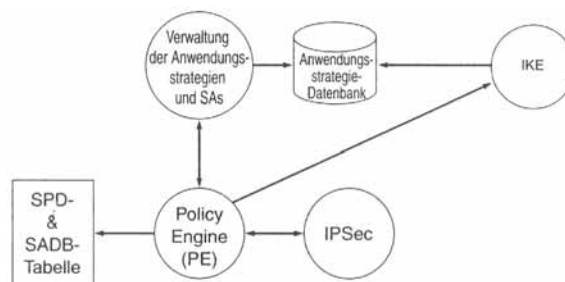 Verwaltung
der Anwendungs-
strategien
und SAs
Anwendungs-
strategie-
Datenbank
IKE
SPD-
&
SADB-
Tabelle
Policy
Engine
(PE)
IPSec